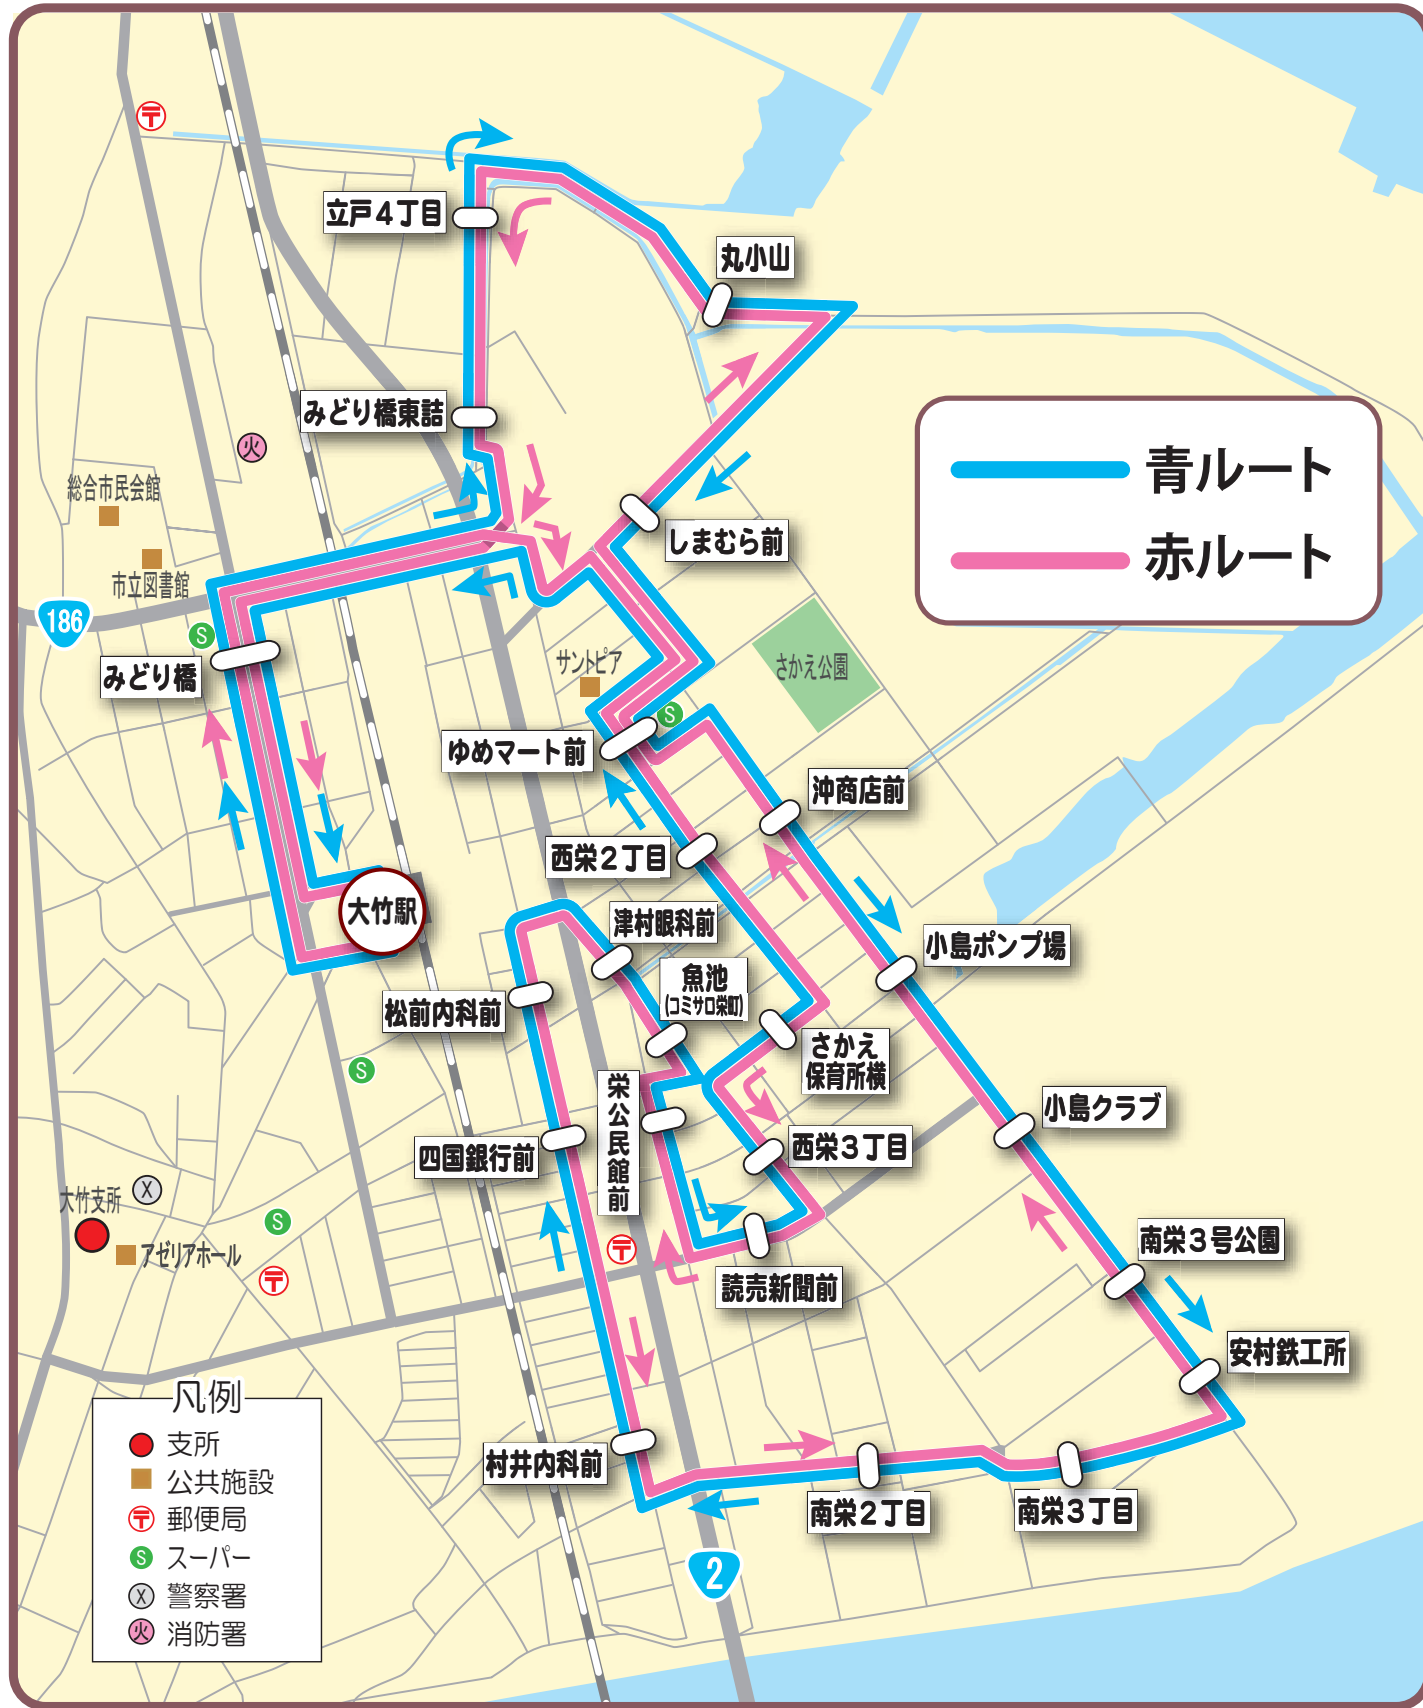 立戸４丁目
丸小山
みどり橋東詰
火
総合市民会館
市立図書館
186
S
みどり橋
しまむら前
青ルート
赤ルート
サントピア
さかえ公園
S
ゆめマート前
沖商店前
西栄２丁目
大竹駅
津村眼科前
小島ポンプ場
魚池
(コミサロ栄町)
松前内科前
さかえ
保育所横
S
栄公民館前
小島クラブ
四国銀行前
西栄３丁目
大竹支所
X
S
アゼリアホール
南栄３号公園
読売新聞前
安村鉄工所
村井内科前
南栄２丁目
南栄３丁目
2
凡例
支所
公共施設
〒 郵便局
S スーパー
X 警察署
火 消防署